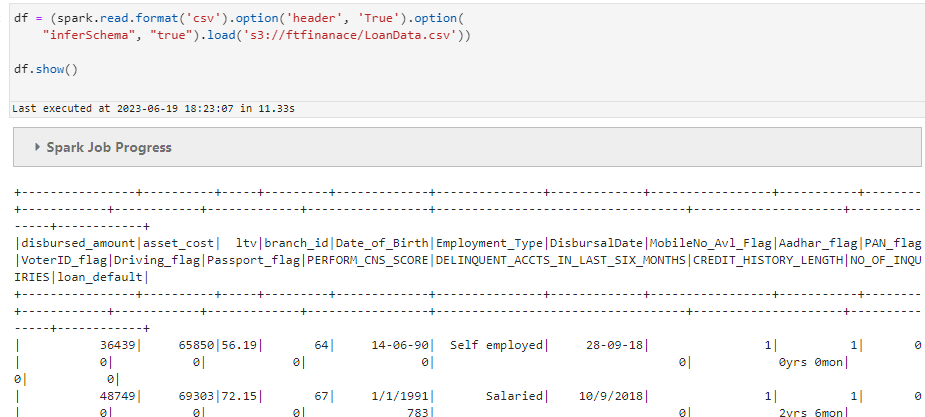 df = (spark.read.format('csv').option('header', 'True').option(
    "inferSchema", "true").load('s3://ftfinanace/LoanData.csv'))
df.show()
Last executed at 2023-06-19 18:23:07 in 11.33s
Spark Job Progress
+----------------+----------+-----+---------+-------------+---------------+------------+-----------------+-----------+--------
+------------+------------+-------------+-----------------+-----------------------------------+---------------------+----------
-----+------------+
|disbursed_amount|asset_cost|  ltv|branch_id|Date_of_Birth|Employment_Type|DisbursalDate|MobileNo_Avl_Flag|Aadhar_flag|PAN_flag
|VoterID_flag|Driving_flag|Passport_flag|PERFORM_CNS_SCORE|DELINQUENT_ACCTS_IN_LAST_SIX_MONTHS|CREDIT_HISTORY_LENGTH|NO_OF_INQU
IRIES|loan_default|
+----------------+----------+-----+---------+-------------+---------------+------------+-----------------+-----------+--------
+------------+------------+-------------+-----------------+-----------------------------------+---------------------+----------
-----+------------+
|           36439|     65850|56.19|       64|     14-06-90|  Self employed|     28-09-18|                1|          1|       0
|           0|           0|            0|                0|                                  0|            0yrs 0mon|
0|           0|
|           48749|     69303|72.15|       67|     1/1/1991|       Salaried|    10/9/2018|                1|          1|       0
|           0|           0|            0|              783|                                  0|            2yrs 6mon|